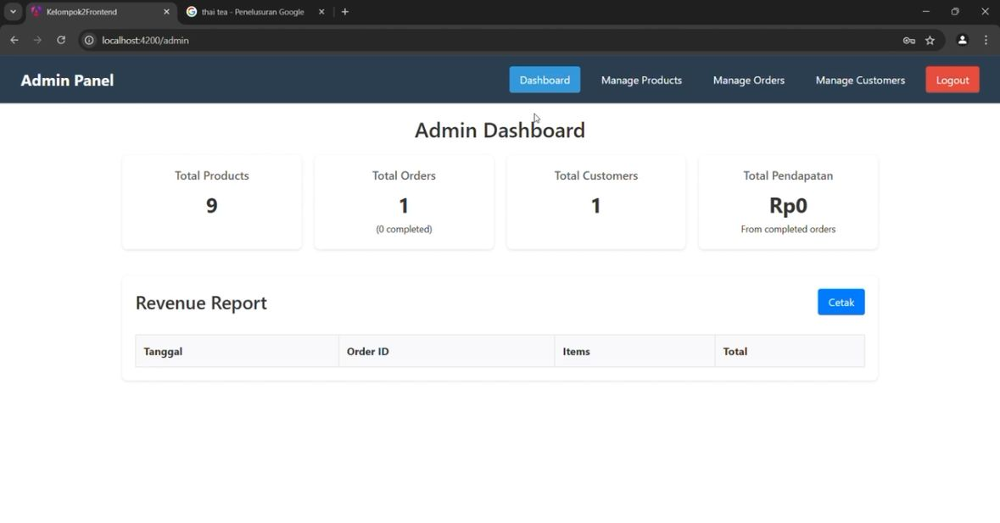 Kelompok2Frontend
thai tea - Penelusuran Google
localhost:4200/admin
Admin Panel
Dashboard
Manage Products
Manage Orders
Manage Customers
Logout
Admin Dashboard
Total Products
9
Total Orders
1
(0 completed)
Total Customers
1
Total Pendapatan
Rp0
From completed orders
Revenue Report
Cetak
Tanggal
Order ID
Items
Total